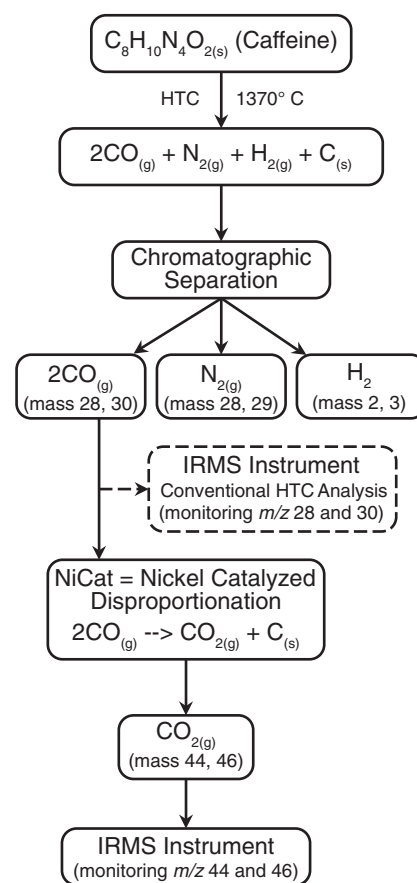 C₈H₁₀N₄O₂₍ₛ₎ (Caffeine)
HTC 1370° C
2CO₍g₎ + N₂₍g₎ + H₂₍g₎ + C₍ₛ₎
Chromatographic
Separation
2CO₍g₎
(mass 28, 30)
N₂₍g₎
(mass 28, 29)
H₂
(mass 2, 3)
IRMS Instrument
Conventional HTC Analysis
(monitoring m/z 28 and 30)
NiCat = Nickel Catalyzed
Disproportionation
2CO₍g₎ --> CO₂₍g₎ + C₍ₛ₎
CO₂₍g₎
(mass 44, 46)
IRMS Instrument
(monitoring m/z 44 and 46)